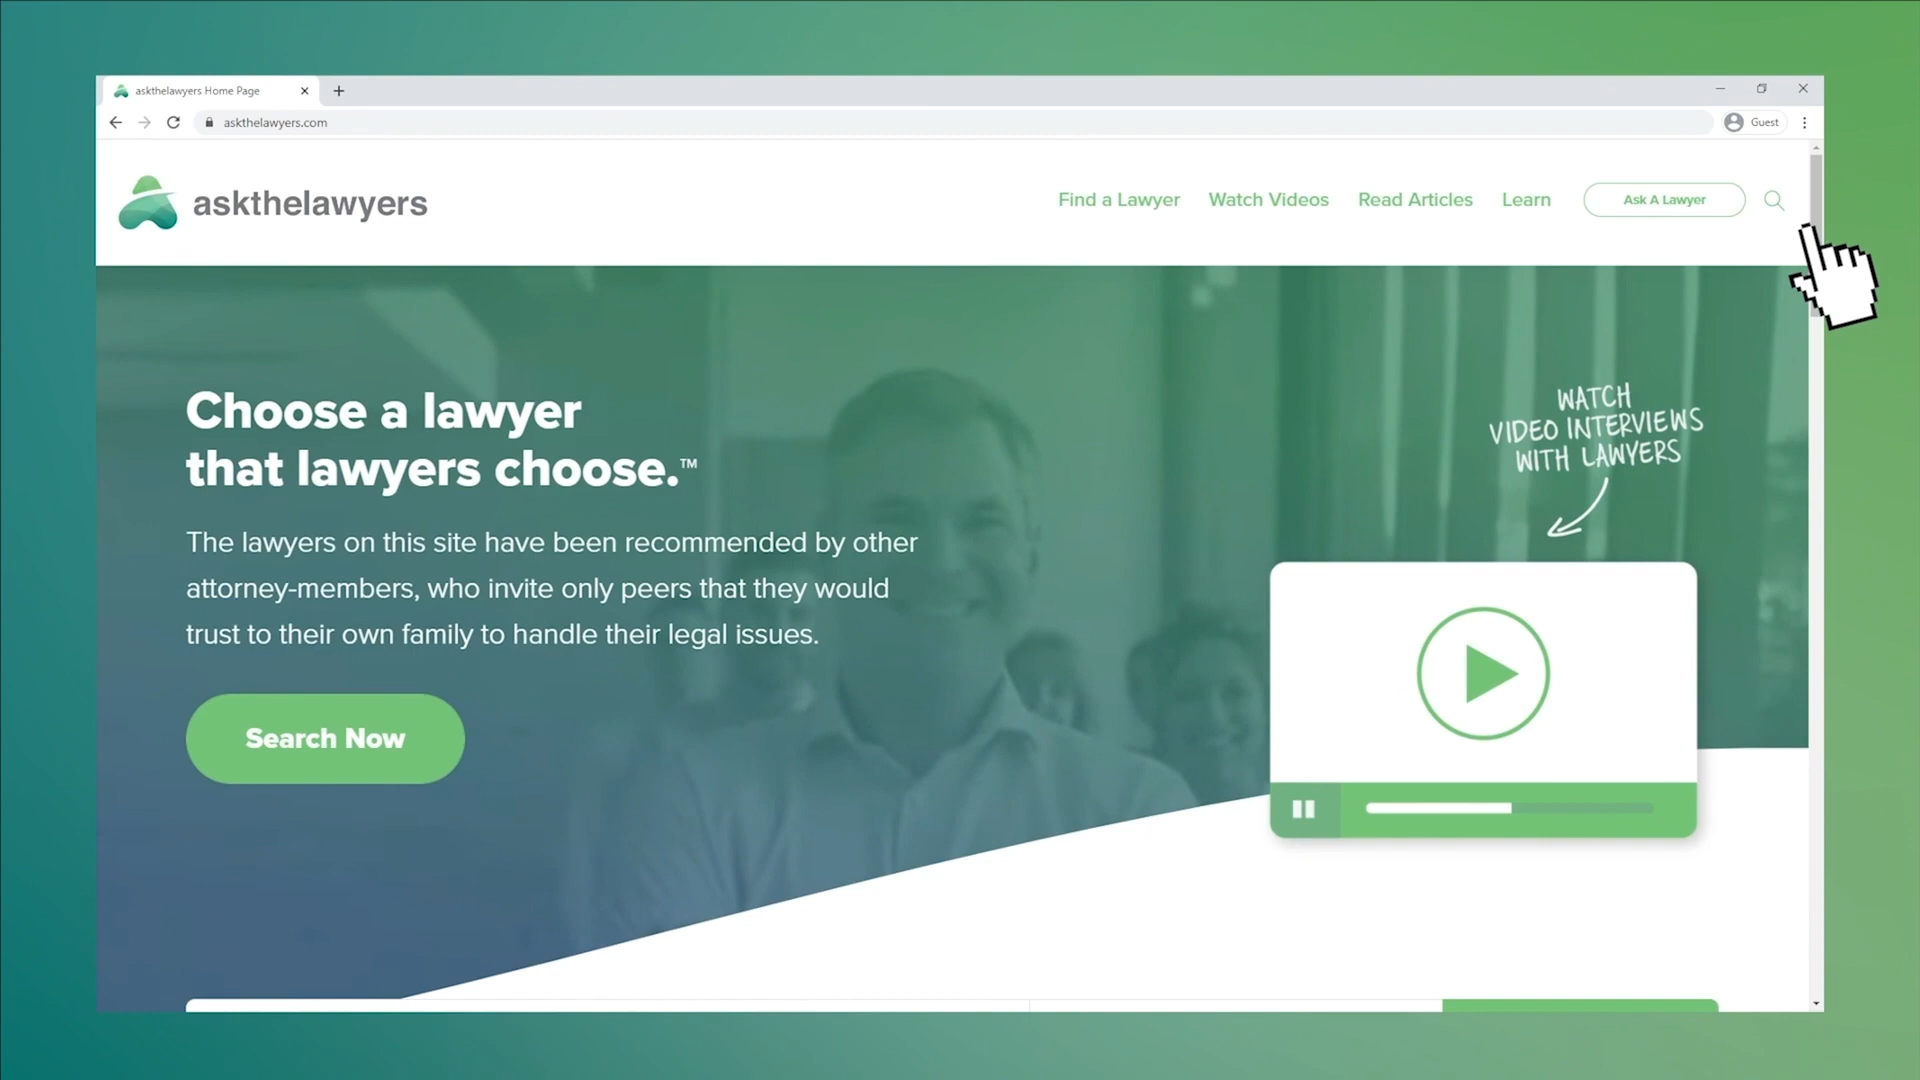 askthelawyers Home Page
askthelawyers.com
Guest
askthelawyers
Find a Lawyer
Watch Videos
Read Articles
Learn
Ask A Lawyer
Choose a lawyer
that lawyers choose.™
The lawyers on this site have been recommended by other
attorney-members, who invite only peers that they would
trust to their own family to handle their legal issues.
Search Now
WATCH
VIDEO INTERVIEWS
WITH LAWYERS